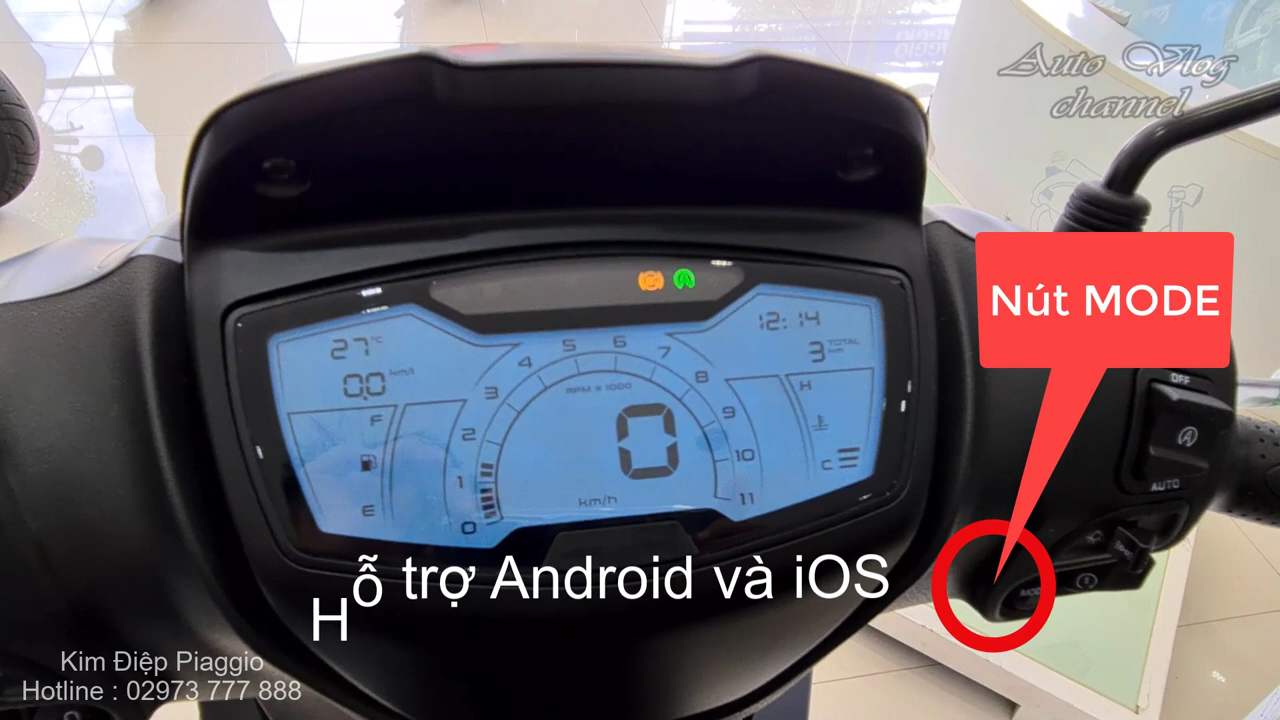 Auto Vlog
channel
Nút MODE
27°C
0.0 km/h
F
E
0
1
2
3
4
5
6
7
8
9
10
11
RPM X 1000
0
km/h
12:14
3 TOTAL km
H
C
OFF
A
AUTO
MODE
Hỗ trợ Android và iOS
Kim Điệp Piaggio
Hotline : 02973 777 888